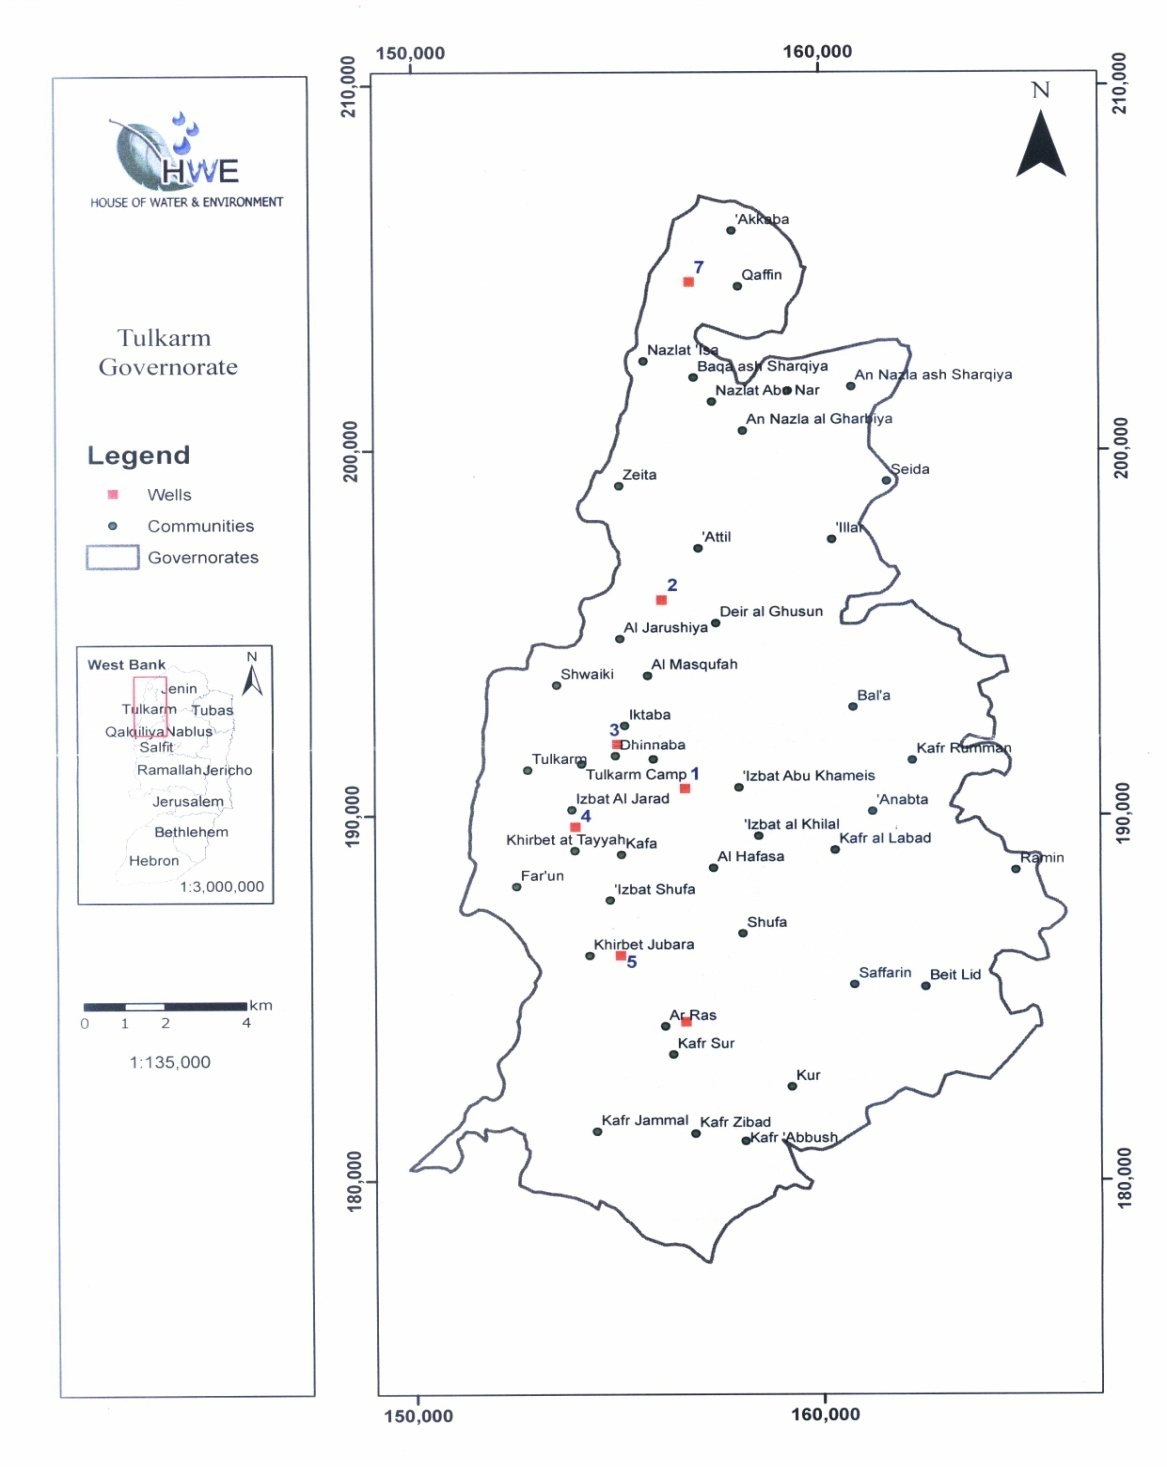 HWE
HOUSE OF WATER & ENVIRONMENT
Tulkarm
Governorate
Legend
Wells
Communities
Governorates
West Bank
N
Jenin
Tulkarm
Tubas
Qakuiliya
Nablus
Salfit
Ramallah
Jericho
Jerusalem
Bethlehem
Hebron
1:3,000,000
km
0 1 2 4
1:135,000
150,000
160,000
210,000
210,000
N
'Akkaba
7
Qaffin
Nazlat 'Isa
Baqa ash Sharqiya
An Nazla ash Sharqiya
Nazlat Abu Nar
An Nazla al Gharbiya
200,000
200,000
Seida
Zeita
'Illar
'Attil
2
Deir al Ghusun
Al Jarushiya
Al Masqufah
Shwaiki
Bal'a
Iktaba
3
Dhinnaba
Kafr Rumman
Tulkarm
Tulkarm Camp
1
'Izbat Abu Khameis
Izbat Al Jarad
'Anabta
190,000
190,000
4
'Izbat al Khilal
Khirbet at Tayyah
Kafa
Kafr al Labad
Al Hafasa
Ramin
Far'un
'Izbat Shufa
Shufa
Khirbet Jubara
5
Saffarin
Beit Lid
Ar Ras
Kafr Sur
Kur
Kafr Jammal
Kafr Zibad
Kafr 'Abbush
180,000
180,000
150,000
160,000